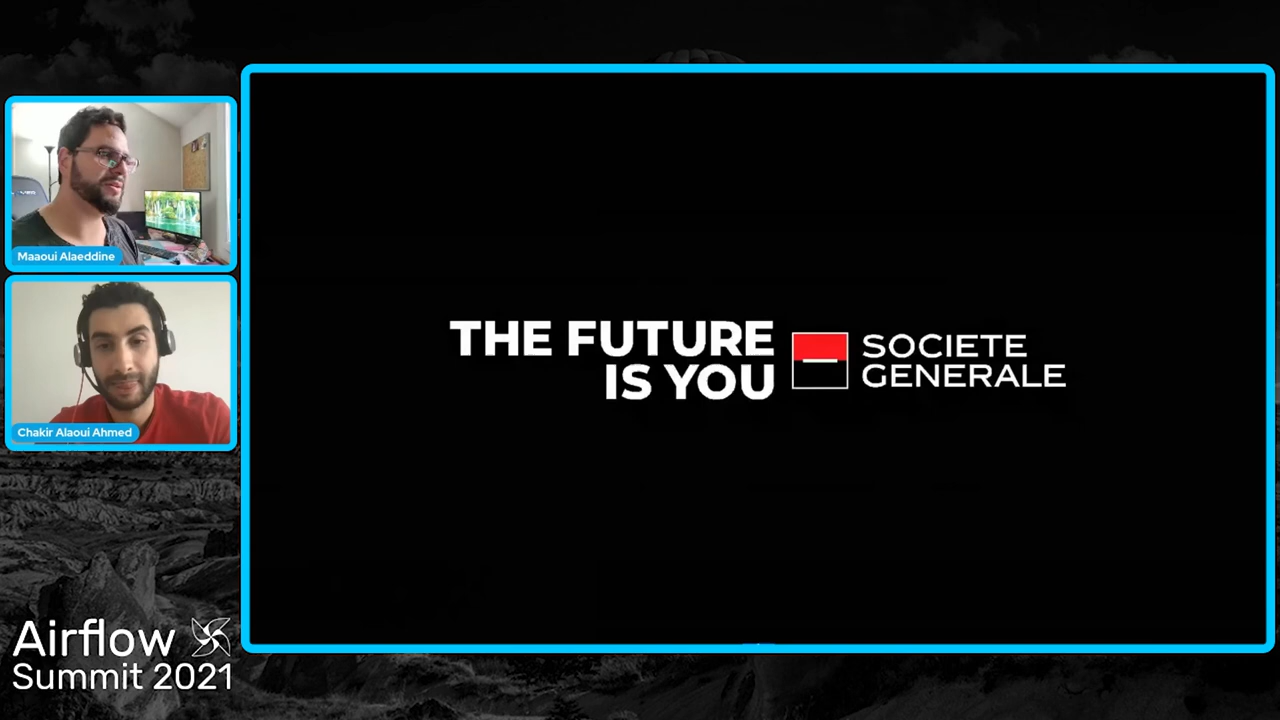 Maaoui Alaeddine
Chakir Alaoui Ahmed
Airflow
Summit 2021
THE FUTURE
IS YOU
SOCIETE
GENERALE